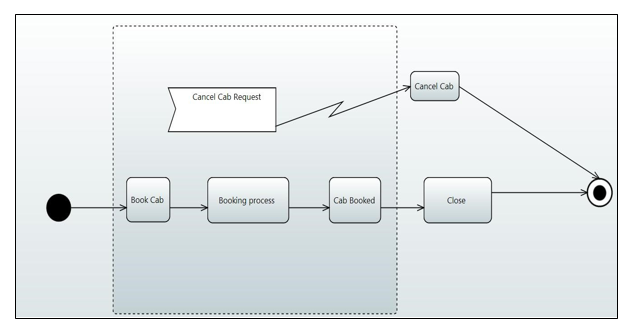 Cancel Cab Request
Cancel Cab
Book Cab
Booking process
Cab Booked
Close